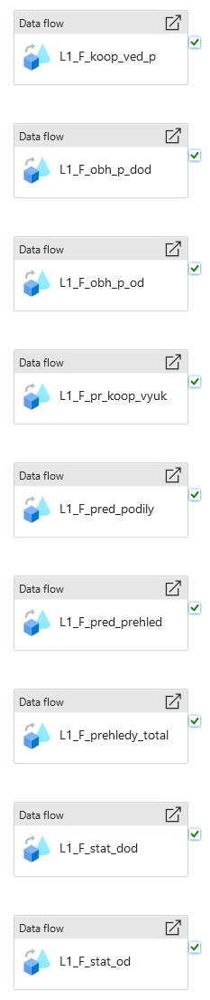 Data flow
L1_F_koop_ved_p
Data flow
L1_F_obh_p_dod
Data flow
L1_F_obh_p_od
Data flow
L1_F_pr_koop_vyuk
Data flow
L1_F_pred_podily
Data flow
L1_F_pred_prehled
Data flow
L1_F_prehledy_total
Data flow
L1_F_stat_dod
Data flow
L1_F_stat_od